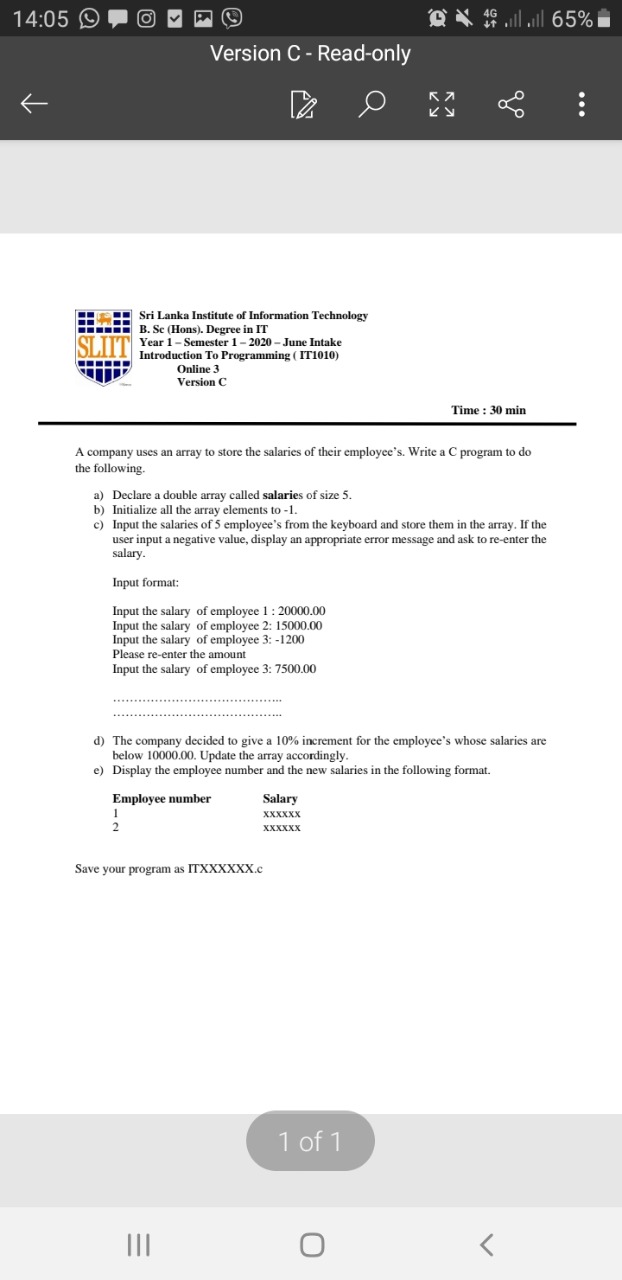 14:05
4G
65%
Version C - Read-only
SLIIT
Sri Lanka Institute of Information Technology
B. Sc (Hons). Degree in IT
Year 1 – Semester 1 – 2020 – June Intake
Introduction To Programming ( IT1010)
Online 3
Version C
Time : 30 min
A company uses an array to store the salaries of their employee's. Write a C program to do
the following.
a) Declare a double array called salaries of size 5.
b) Initialize all the array elements to -1.
c) Input the salaries of 5 employee's from the keyboard and store them in the array. If the
user input a negative value, display an appropriate error message and ask to re-enter the
salary.
Input format:
Input the salary of employee 1 : 20000.00
Input the salary of employee 2: 15000.00
Input the salary of employee 3: -1200
Please re-enter the amount
Input the salary of employee 3: 7500.00
........................................
........................................
d) The company decided to give a 10% increment for the employee's whose salaries are
below 10000.00. Update the array accordingly.
e) Display the employee number and the new salaries in the following format.
Employee number Salary
1 xxxxxx
2 xxxxxx
Save your program as ITXXXXXX.c
1 of 1